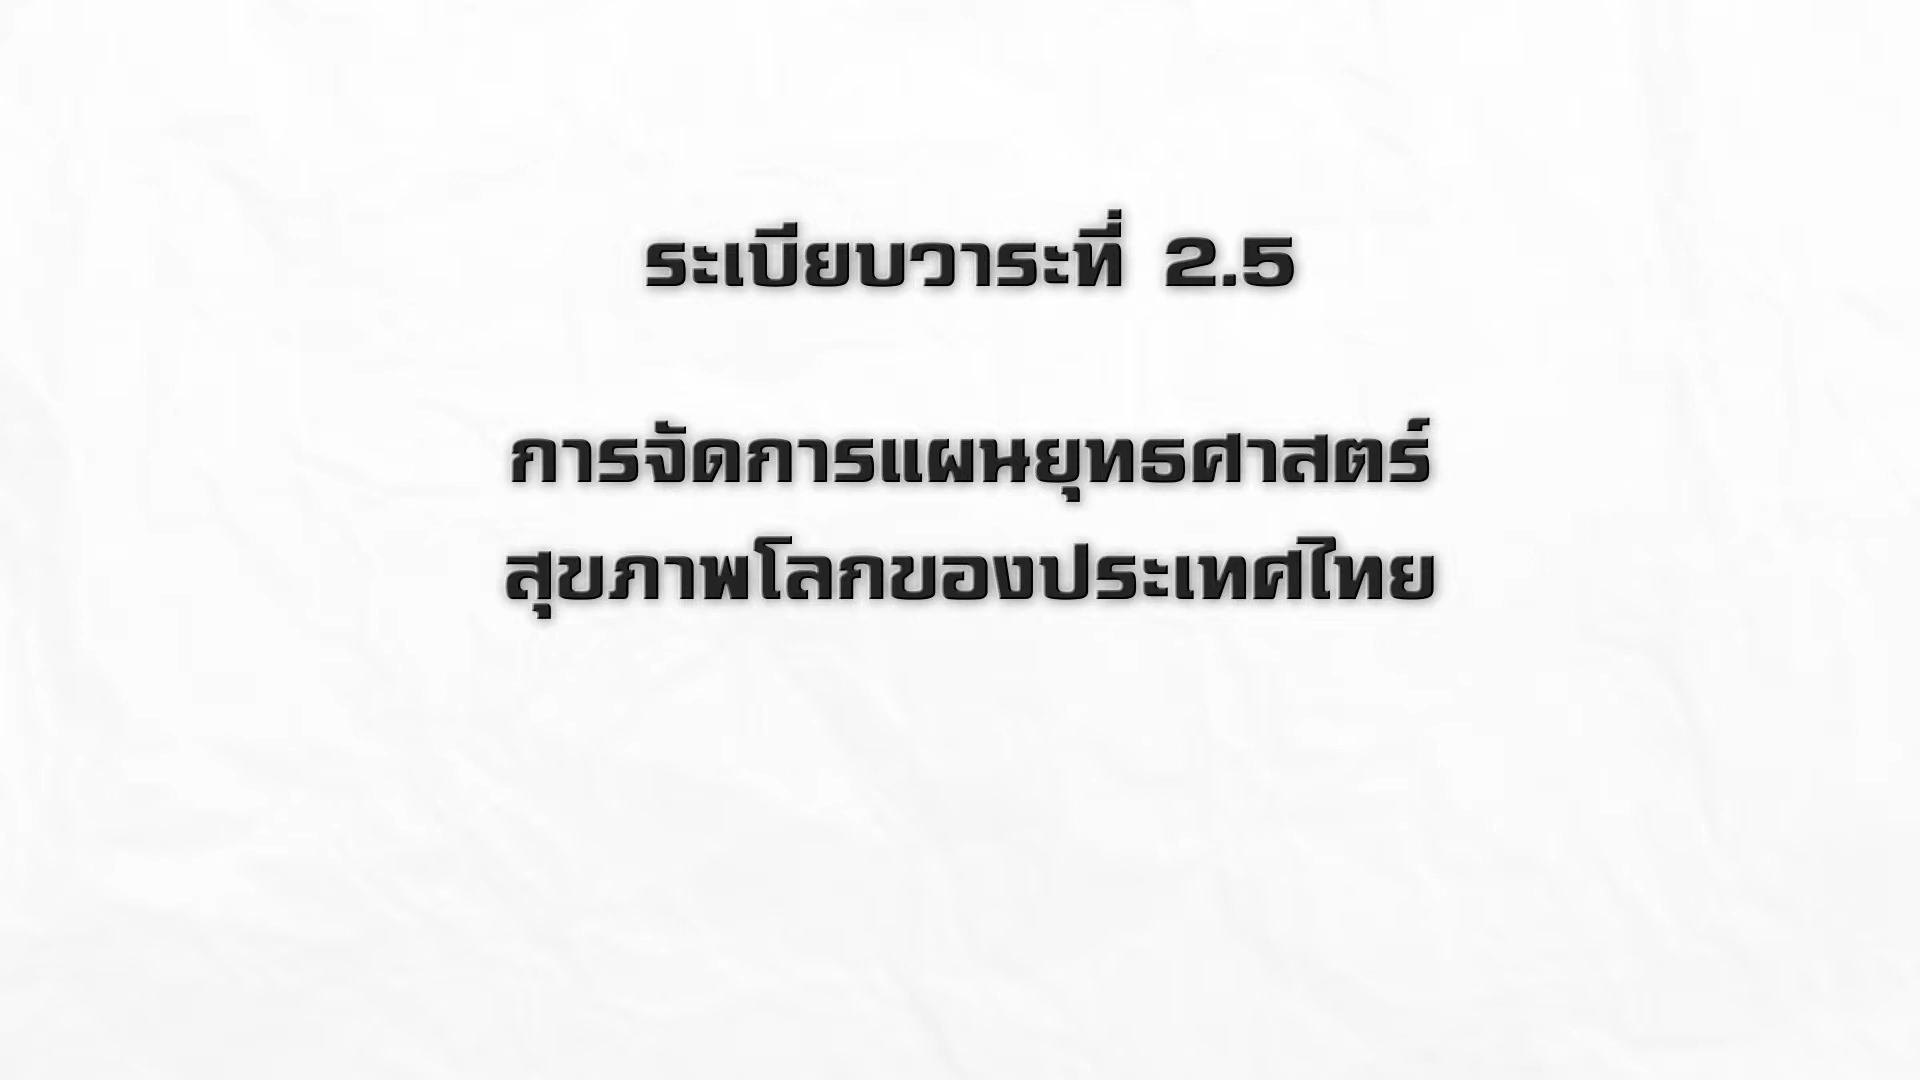 ระเบียบวาระที่ 2.5
การจัดการแผนยุทธศาสตร์
สุขภาพโลกของประเทศไทย